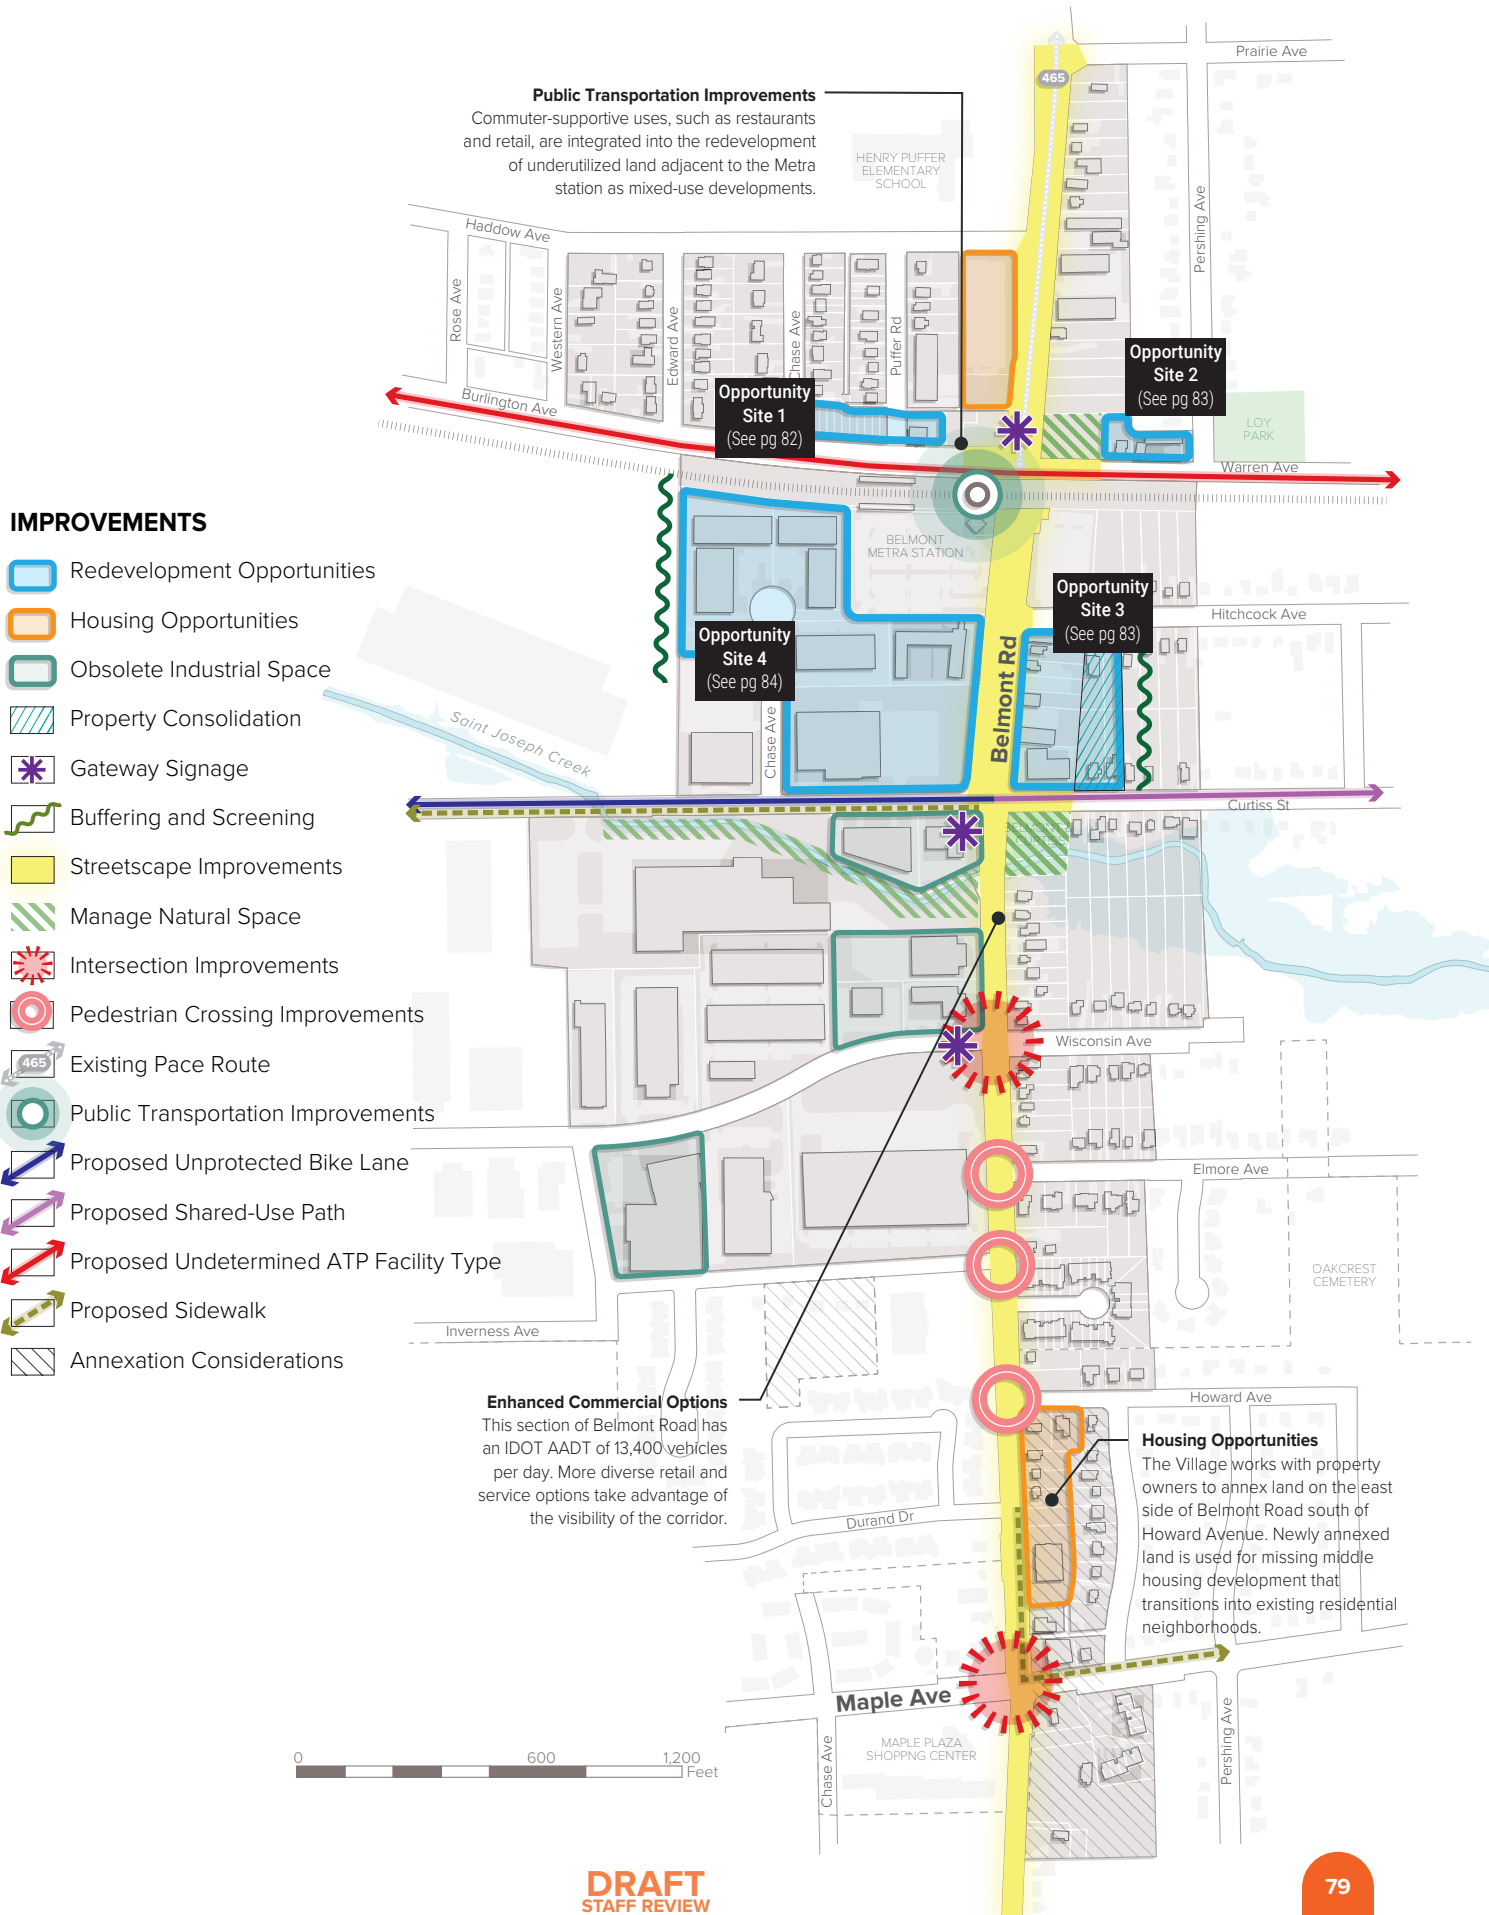 Prairie Ave
465
Public Transportation Improvements
Commuter-supportive uses, such as restaurants
and retail, are integrated into the redevelopment
of underutilized land adjacent to the Metra
station as mixed-use developments.
HENRY PUFFER
ELEMENTARY
SCHOOL
Pershing Ave
Haddow Ave
Rose Ave
Western Ave
Edward Ave
Chase Ave
Puffer Rd
Burlington Ave
Opportunity
Site 1
(See pg 82)
Opportunity
Site 2
(See pg 83)
LOY
PARK
Warren Ave
BELMONT
METRA STATION
Opportunity
Site 3
(See pg 83)
Hitchcock Ave
Opportunity
Site 4
(See pg 84)
Belmont Rd
Chase Ave
Saint Joseph Creek
Curtiss St
IMPROVEMENTS
Redevelopment Opportunities
Housing Opportunities
Obsolete Industrial Space
Property Consolidation
Gateway Signage
Buffering and Screening
Streetscape Improvements
Manage Natural Space
Intersection Improvements
Pedestrian Crossing Improvements
465
Existing Pace Route
Public Transportation Improvements
Proposed Unprotected Bike Lane
Proposed Shared-Use Path
Proposed Undetermined ATP Facility Type
Proposed Sidewalk
Annexation Considerations
Wisconsin Ave
Elmore Ave
OAKCREST
CEMETERY
Inverness Ave
Howard Ave
Enhanced Commercial Options
This section of Belmont Road has
an IDOT AADT of 13,400 vehicles
per day. More diverse retail and
service options take advantage of
the visibility of the corridor.
Housing Opportunities
The Village works with property
owners to annex land on the east
side of Belmont Road south of
Howard Avenue. Newly annexed
land is used for missing middle
housing development that
transitions into existing residential
neighborhoods.
Durand Dr
Maple Ave
MAPLE PLAZA
SHOPPNG CENTER
Chase Ave
Pershing Ave
0 600 1,200
Feet
DRAFT
STAFF REVIEW
79